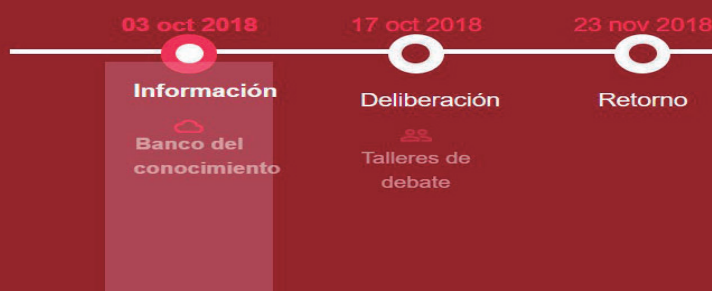 03 oct 2018
17 oct 2018
23 nov 2018
Información
Banco del
conocimiento
Deliberación
Talleres de
debate
Retorno